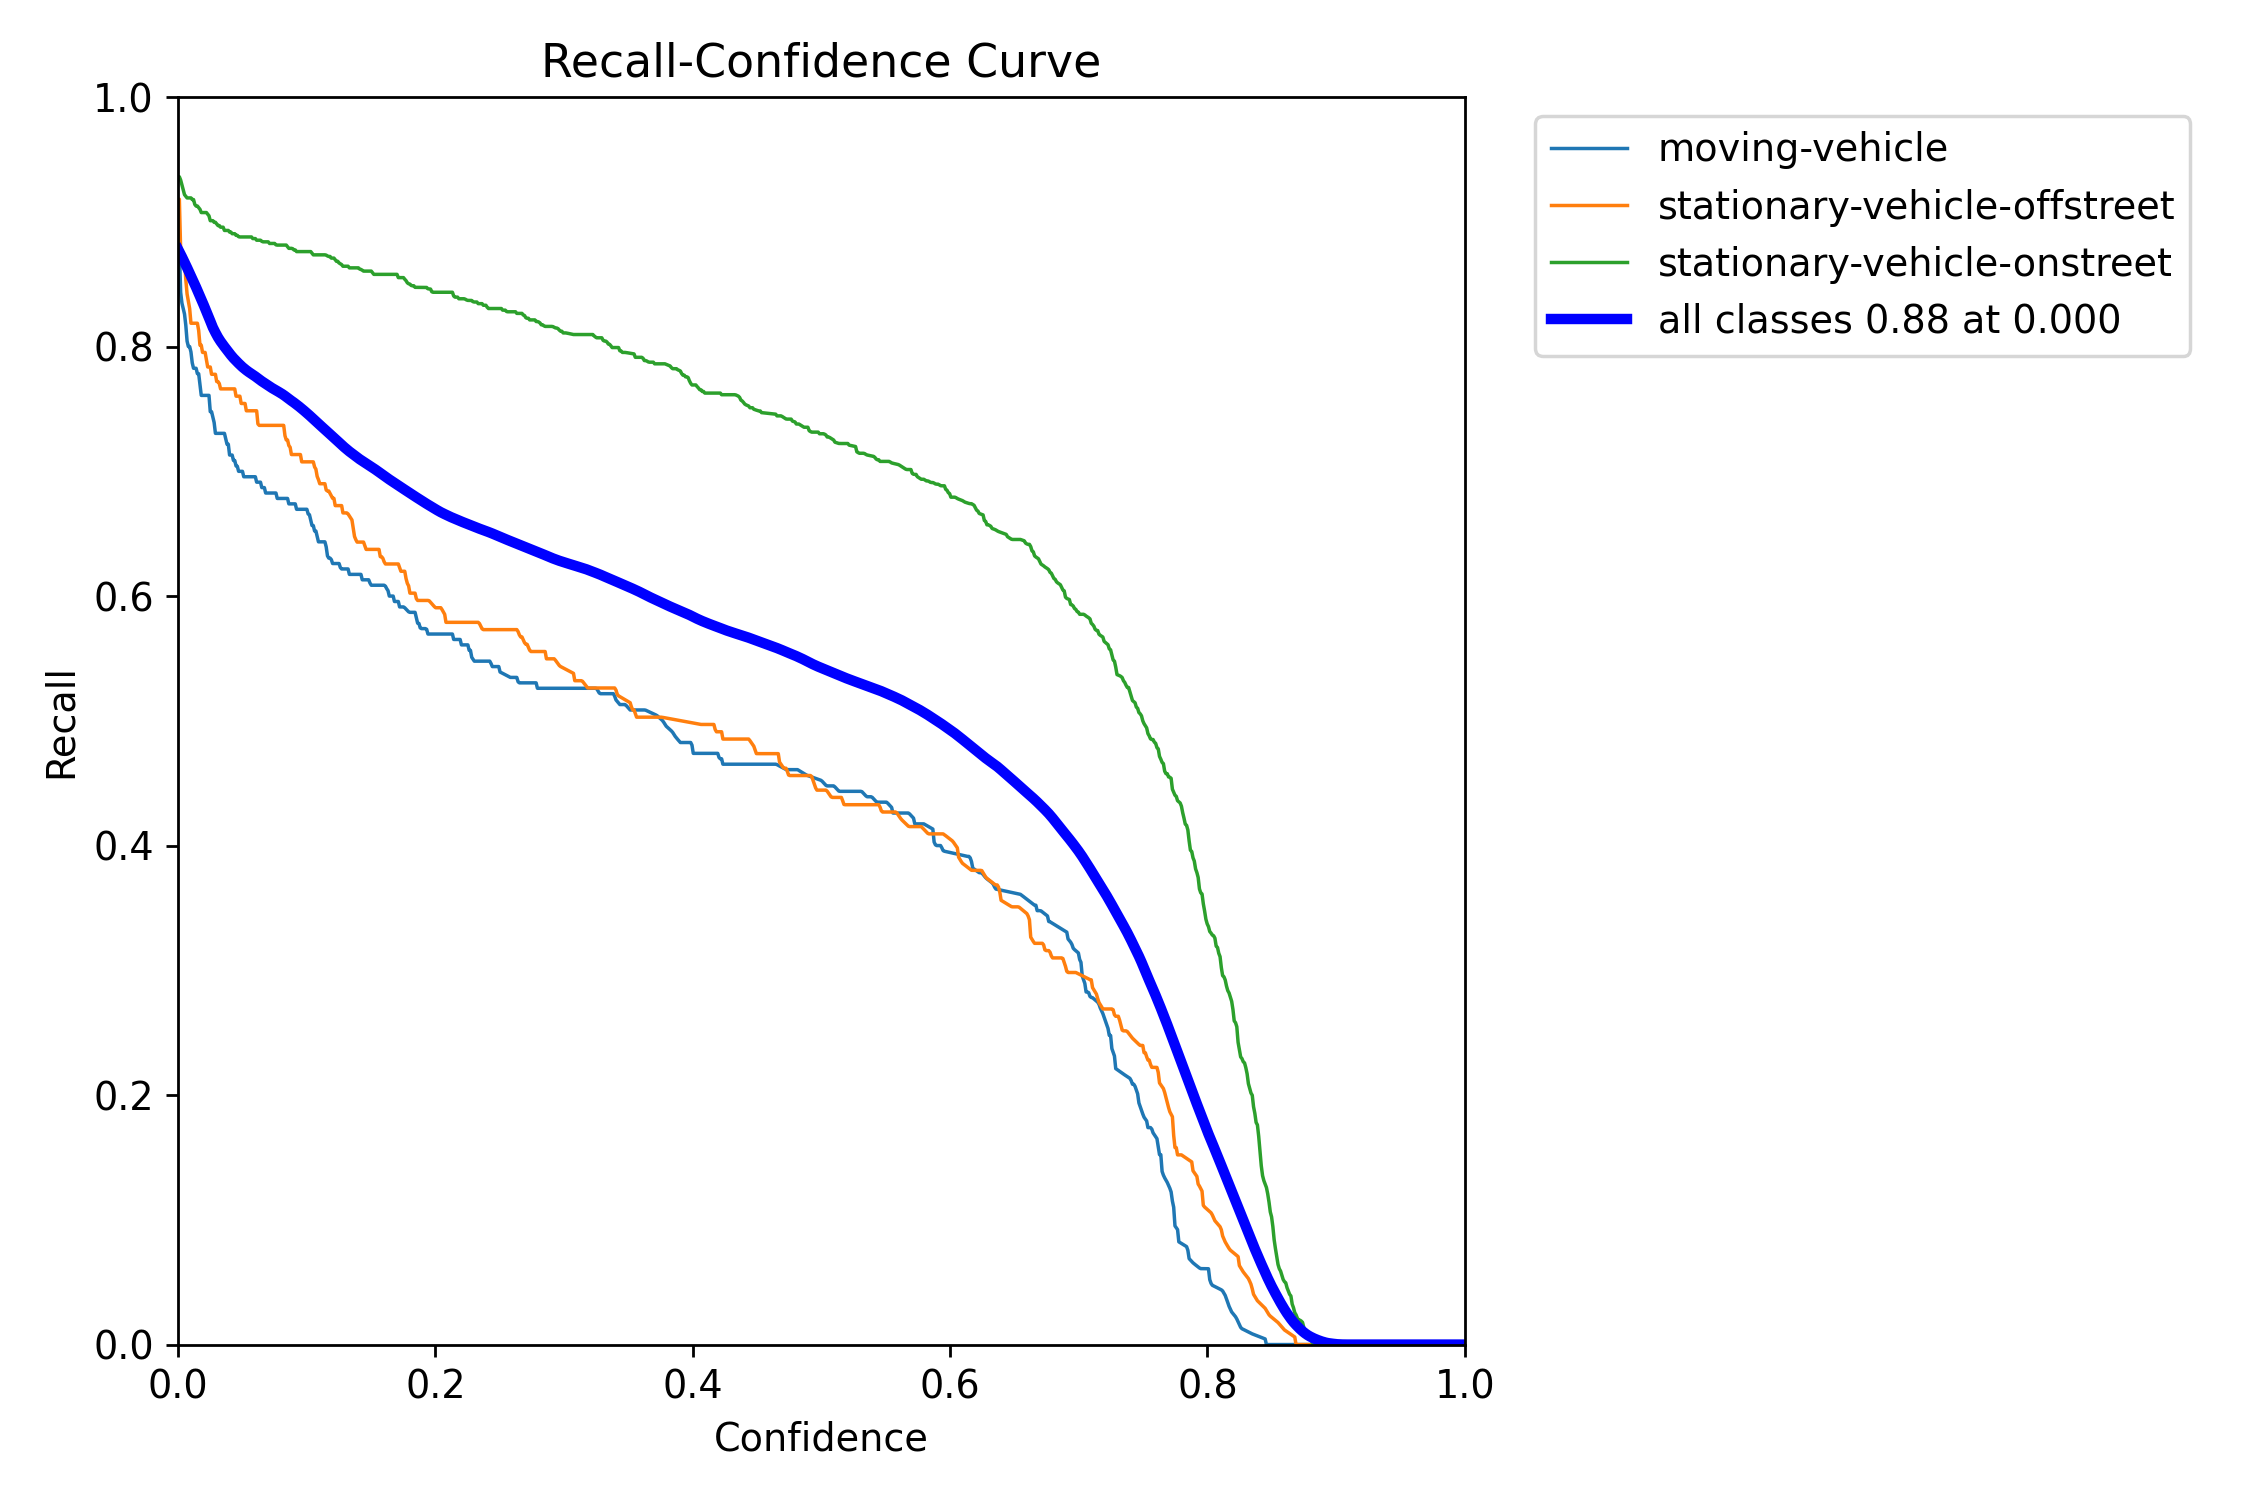 Recall-Confidence Curve
1.0
0.8
0.6
0.4
0.2
0.0
Recall
0.0 0.2 0.4 0.6 0.8 1.0
Confidence
moving-vehicle
stationary-vehicle-offstreet
stationary-vehicle-onstreet
all classes 0.88 at 0.000